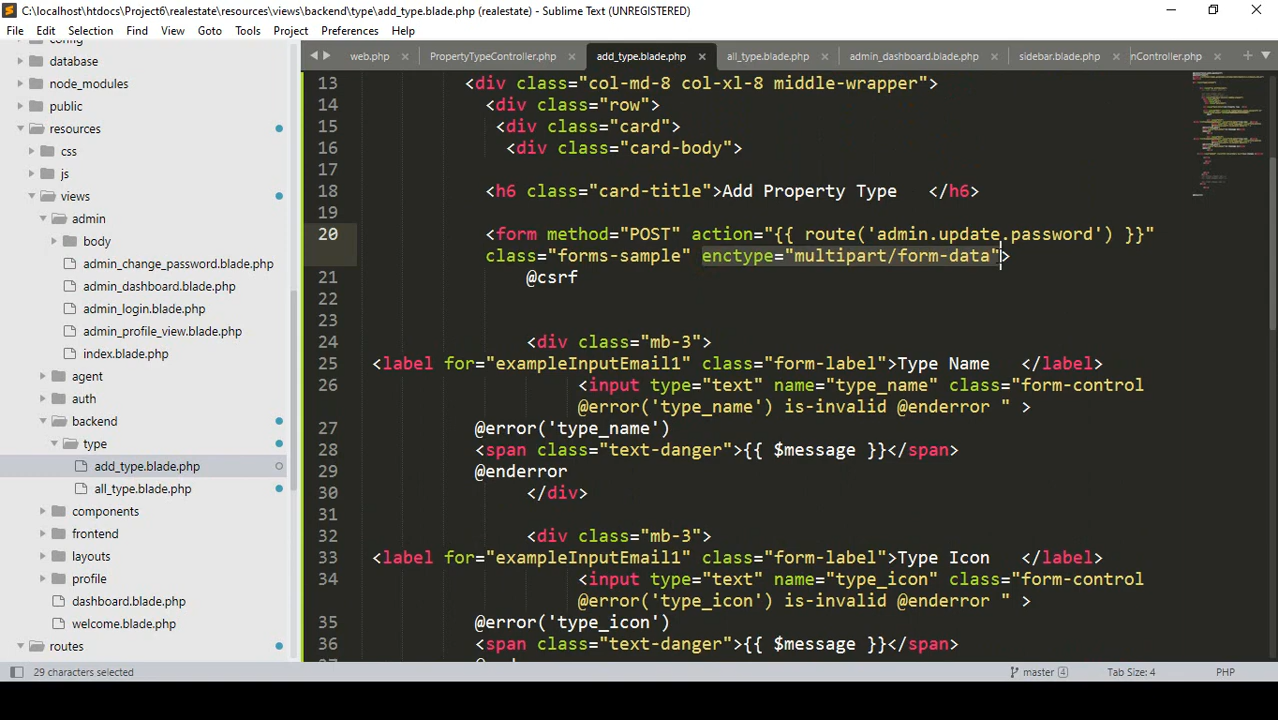 C:\localhost\htdocs\Project6\realestate\resources\views\backend\type\add_type.blade.php (realestate) - Sublime Text (UNREGISTERED)
File Edit Selection Find View Goto Tools Project Preferences Help
web.php PropertyTypeController.php add_type.blade.php all_type.blade.php admin_dashboard.blade.php sidebar.blade.php nController.php
database
node_modules
public
resources
css
js
views
admin
body
admin_change_password.blade.php
admin_dashboard.blade.php
admin_login.blade.php
admin_profile_view.blade.php
index.blade.php
agent
auth
backend
type
add_type.blade.php
all_type.blade.php
components
frontend
layouts
profile
dashboard.blade.php
welcome.blade.php
routes
13 <div class="col-md-8 col-xl-8 middle-wrapper">
14 <div class="row">
15 <div class="card">
16 <div class="card-body">
17
18 <h6 class="card-title">Add Property Type </h6>
19
20 <form method="POST" action="{{ route('admin.update.password') }}"
class="forms-sample" enctype="multipart/form-data">
21 @csrf
22
23
24 <div class="mb-3">
25 <label for="exampleInputEmail1" class="form-label">Type Name </label>
26 <input type="text" name="type_name" class="form-control
@error('type_name') is-invalid @enderror " >
27 @error('type_name')
28 <span class="text-danger">{{ $message }}</span>
29 @enderror
30 </div>
31
32 <div class="mb-3">
33 <label for="exampleInputEmail1" class="form-label">Type Icon </label>
34 <input type="text" name="type_icon" class="form-control
@error('type_icon') is-invalid @enderror " >
35 @error('type_icon')
36 <span class="text-danger">{{ $message }}</span>
29 characters selected master 4 Tab Size: 4 PHP